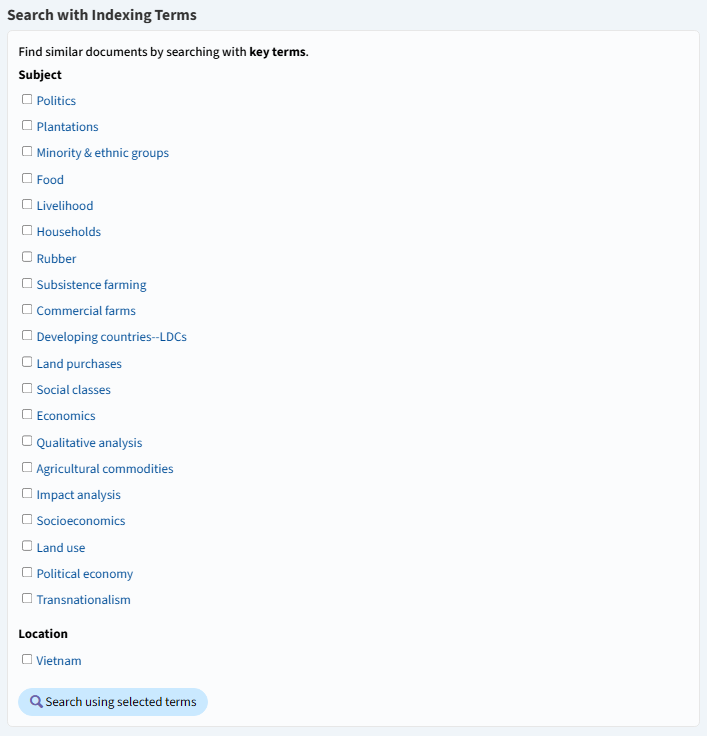 Search with Indexing Terms
Find similar documents by searching with key terms.
Subject
Politics
Plantations
Minority & ethnic groups
Food
Livelihood
Households
Rubber
Subsistence farming
Commercial farms
Developing countries--LDCs
Land purchases
Social classes
Economics
Qualitative analysis
Agricultural commodities
Impact analysis
Socioeconomics
Land use
Political economy
Transnationalism
Location
Vietnam
Search using selected terms